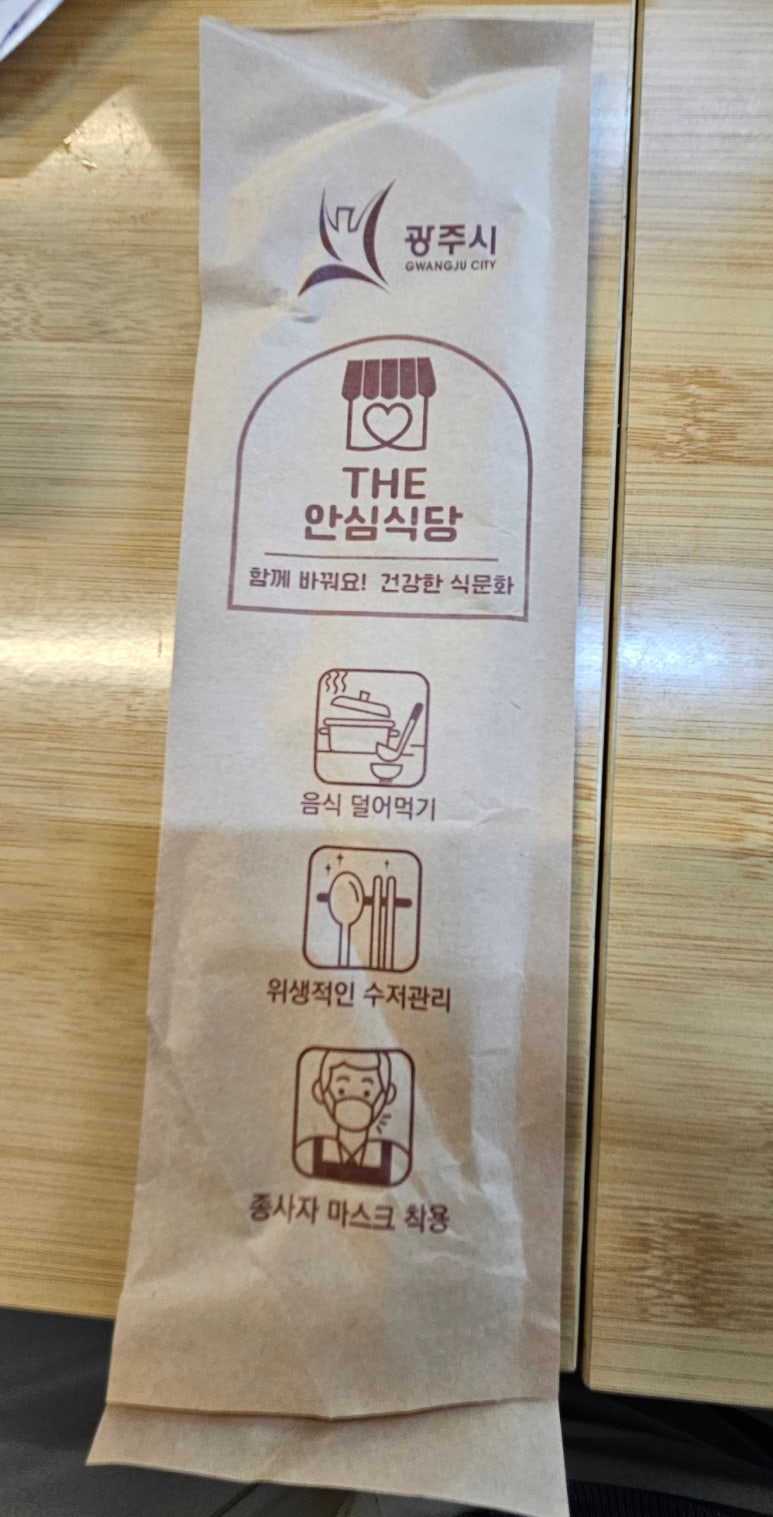 광주시
GWANGJU CITY
THE
안심식당
함께 바꿔요! 건강한 식문화
음식 덜어먹기
위생적인 수저관리
종사자 마스크 착용